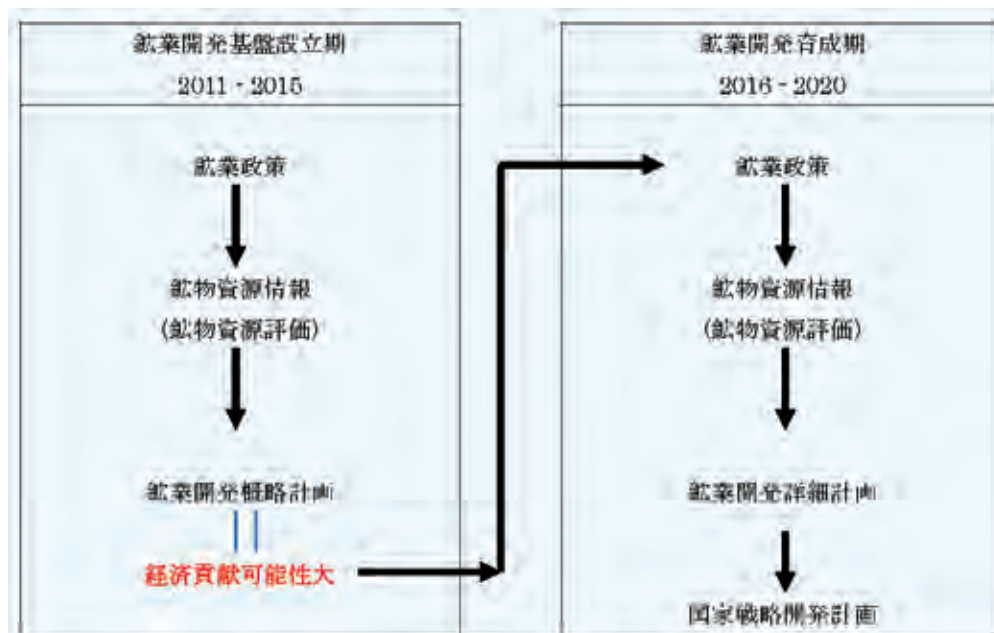 鉱業開発基盤設立期
2011 - 2015
鉱業政策
鉱物資源情報
(鉱物資源評価)
鉱業開発概略計画
経済貢献可能性大
鉱業開発育成期
2016 - 2020
鉱業政策
鉱物資源情報
(鉱物資源評価)
鉱業開発詳細計画
国家戦略開発計画